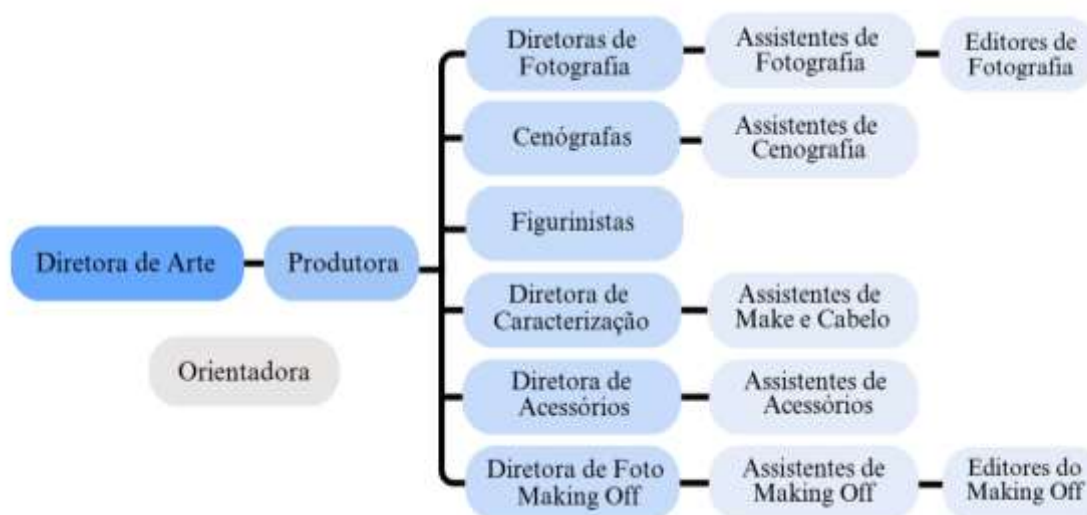 Diretoras de
Fotografia
Assistentes de
Fotografia
Editores de
Fotografia
Cenógrafas
Assistentes de
Cenografia
Figurinistas
Diretora de Arte
Produtora
Diretora de
Caracterização
Assistentes de
Make e Cabelo
Orientadora
Diretora de
Acessórios
Assistentes de
Acessórios
Diretora de Foto
Making Off
Assistentes de
Making Off
Editores do
Making Off